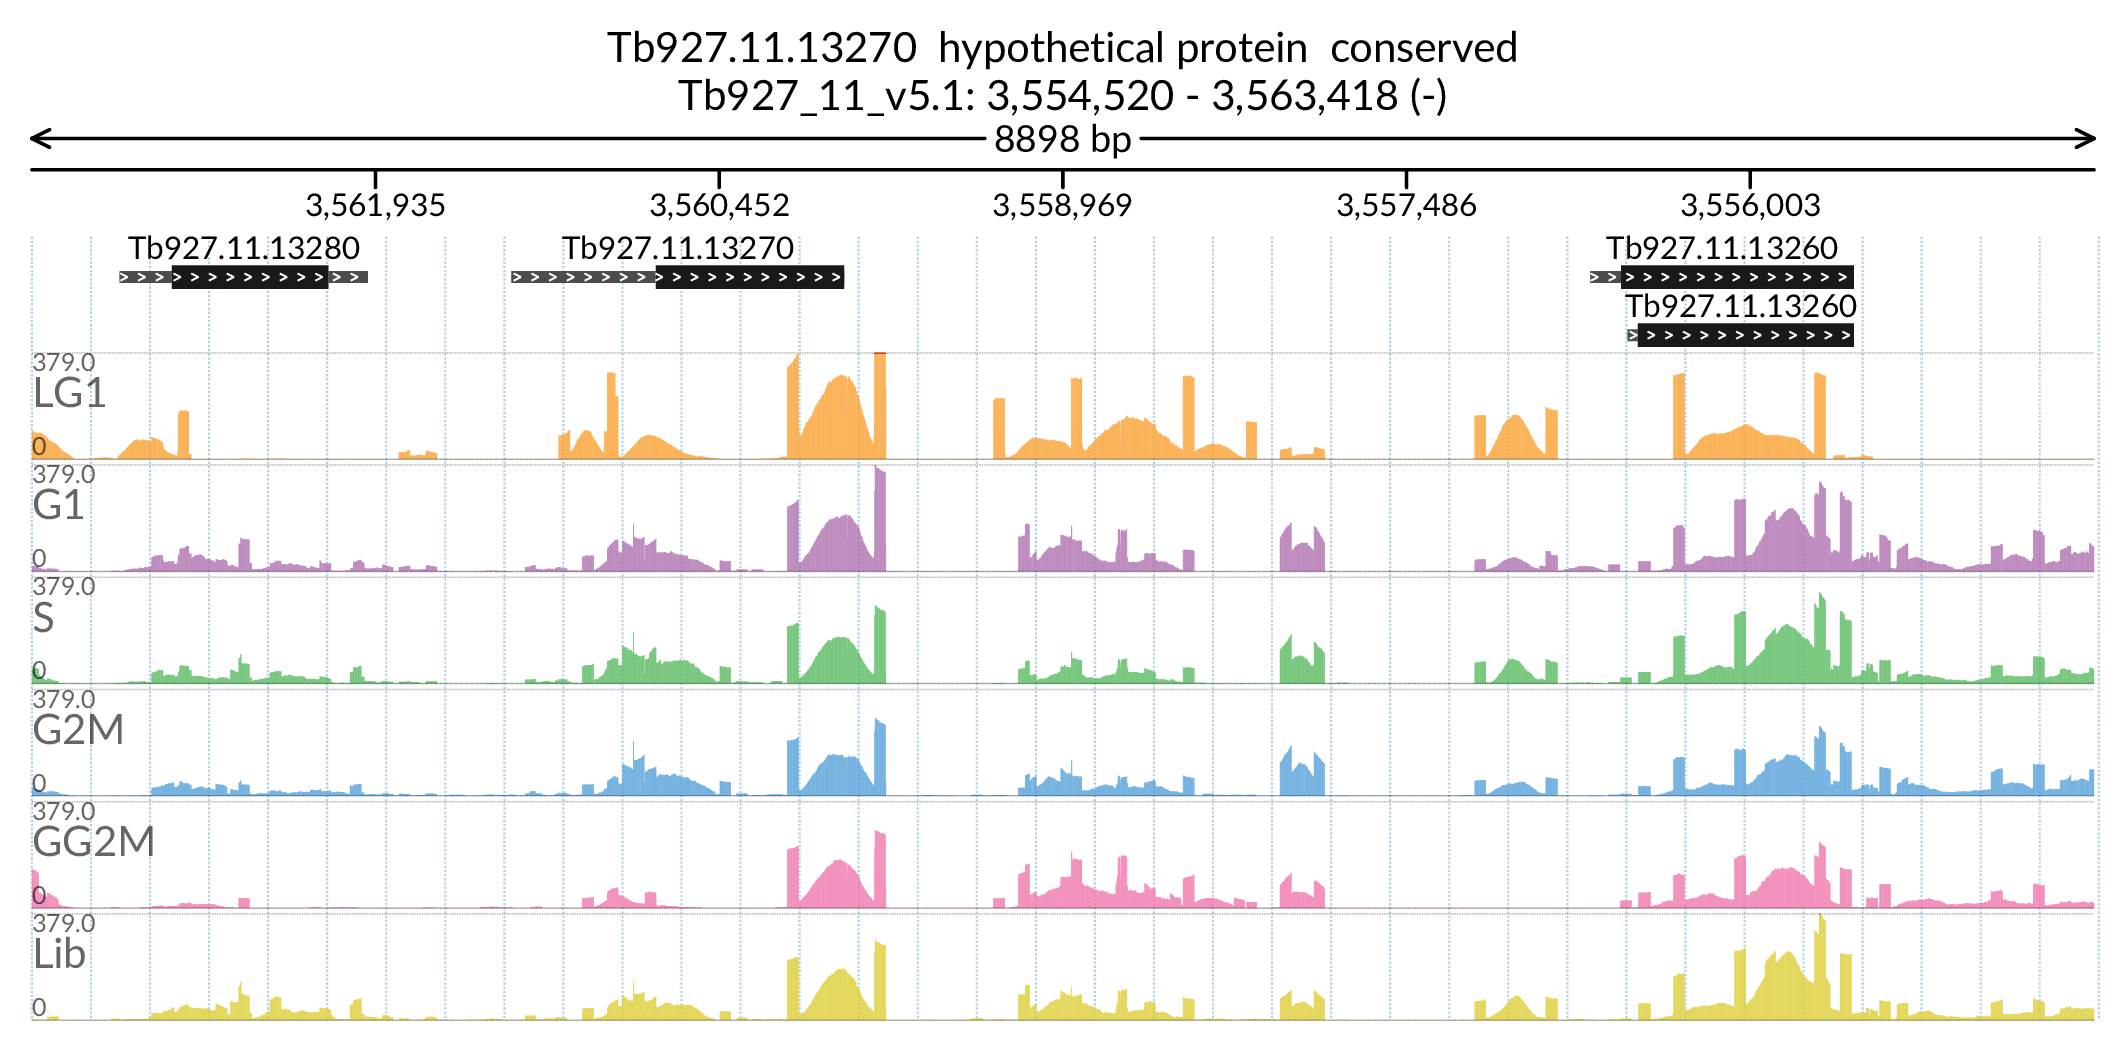 Tb927.11.13270  hypothetical protein  conserved
Tb927_11_v5.1: 3,554,520 - 3,563,418 (-)
8898 bp
3,561,935 3,560,452 3,558,969 3,557,486 3,556,003
Tb927.11.13280 Tb927.11.13270 Tb927.11.13260
Tb927.11.13260
379.0
LG1
0
379.0
G1
0
379.0
S
0
379.0
G2M
0
379.0
GG2M
0
379.0
Lib
0